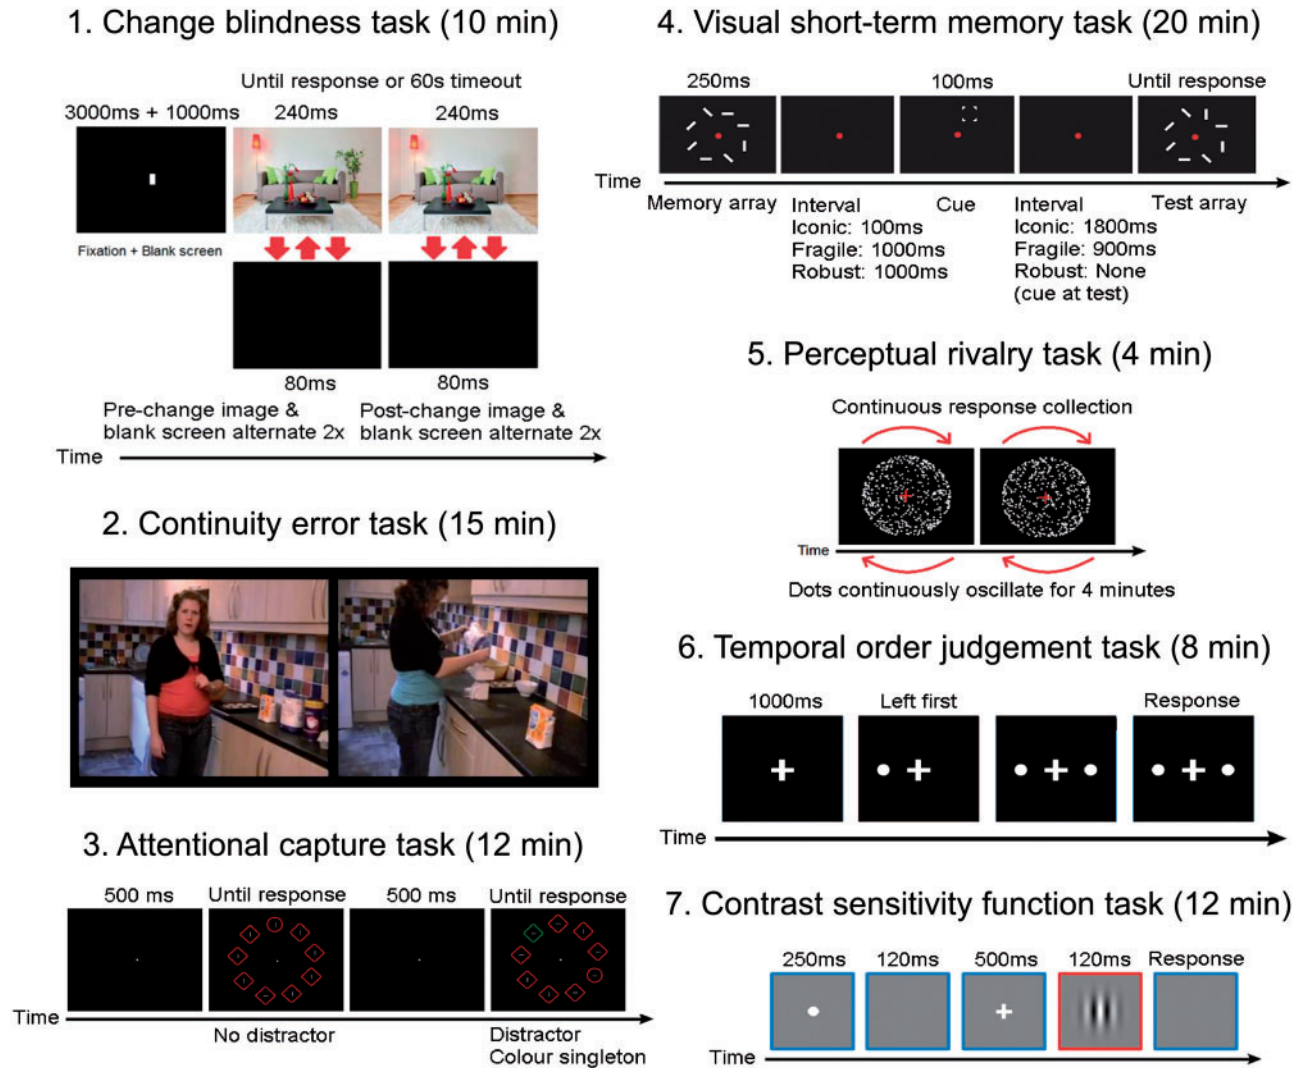 1. Change blindness task (10 min)
Until response or 60s timeout
3000ms + 1000ms 240ms 240ms
Fixation + Blank screen
80ms 80ms
Pre-change image &
blank screen alternate 2x
Post-change image &
blank screen alternate 2x
Time
2. Continuity error task (15 min)
3. Attentional capture task (12 min)
500 ms Until response 500 ms Until response
Time
No distractor
Distractor
Colour singleton
4. Visual short-term memory task (20 min)
250ms 100ms Until response
Time
Memory array
Interval
Iconic: 100ms
Fragile: 1000ms
Robust: 1000ms
Cue
Interval
Iconic: 1800ms
Fragile: 900ms
Robust: None
(cue at test)
Test array
5. Perceptual rivalry task (4 min)
Continuous response collection
Time
Dots continuously oscillate for 4 minutes
6. Temporal order judgement task (8 min)
1000ms Left first Response
Time
7. Contrast sensitivity function task (12 min)
250ms 120ms 500ms 120ms Response
Time